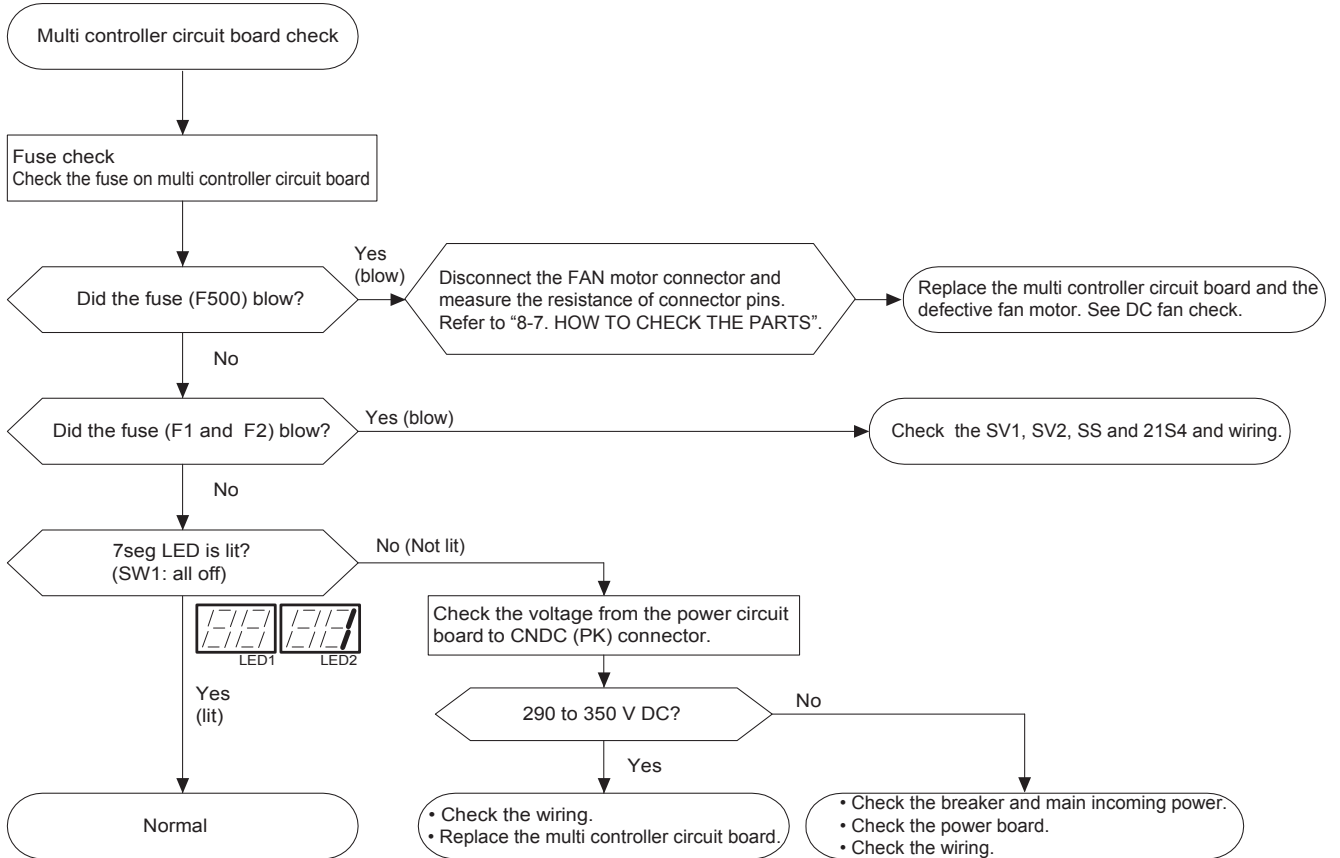 Multi controller circuit board check
Fuse check
Check the fuse on multi controller circuit board
Did the fuse (F500) blow?
Yes
(blow)
Disconnect the FAN motor connector and
measure the resistance of connector pins.
Refer to “8-7. HOW TO CHECK THE PARTS”.
Replace the multi controller circuit board and the
defective fan motor. See DC fan check.
No
Did the fuse (F1 and F2) blow?
Yes (blow)
Check the SV1, SV2, SS and 21S4 and wiring.
No
7seg LED is lit?
(SW1: all off)
No (Not lit)
LED1 LED2
Yes
(lit)
Check the voltage from the power circuit
board to CNDC (PK) connector.
290 to 350 V DC?
No
Yes
Normal
• Check the wiring.
• Replace the multi controller circuit board.
• Check the breaker and main incoming power.
• Check the power board.
• Check the wiring.